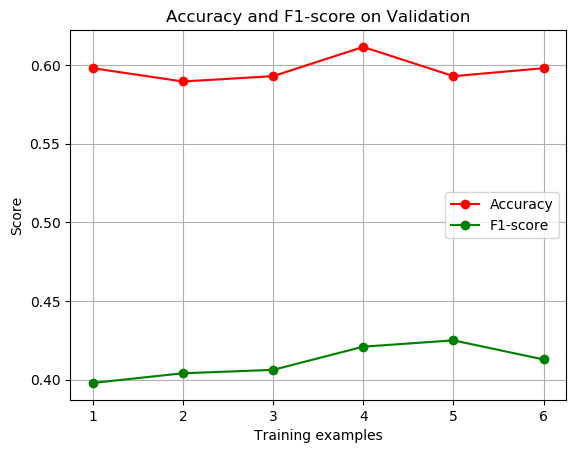 Accuracy and F1-score on Validation
0.60
0.55
0.50
0.45
0.40
Score
Accuracy
F1-score
1 2 3 4 5 6
Training examples